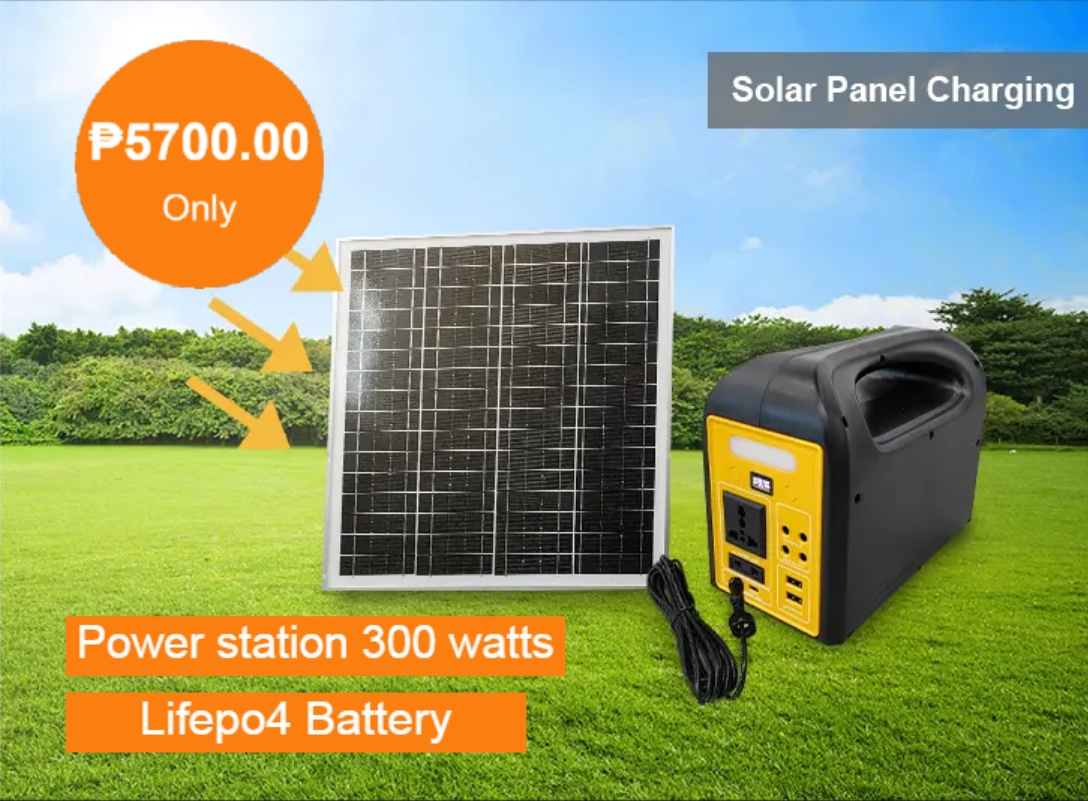 ₱5700.00
Only
Solar Panel Charging
Power station 300 watts
Lifepo4 Battery